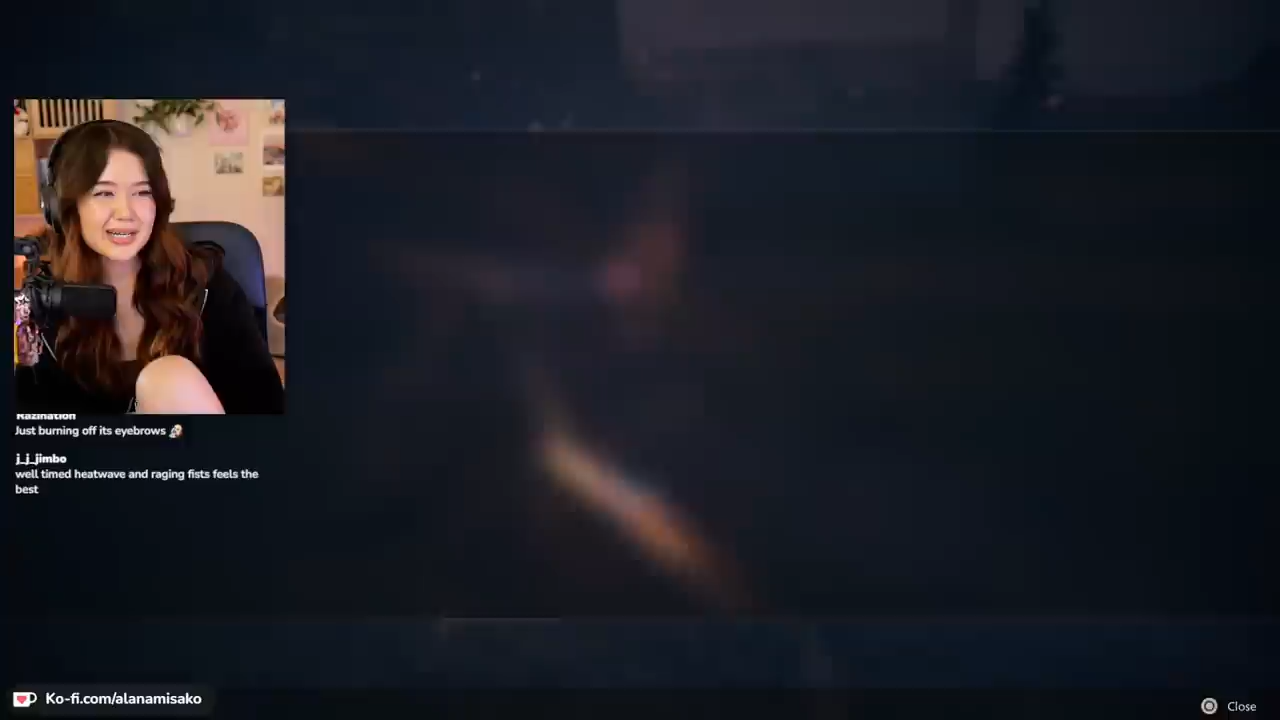 Razination
Just burning off its eyebrows
j_j_jimbo
well timed heatwave and raging fists feels the
best
Ko-fi.com/alanamisako
Close